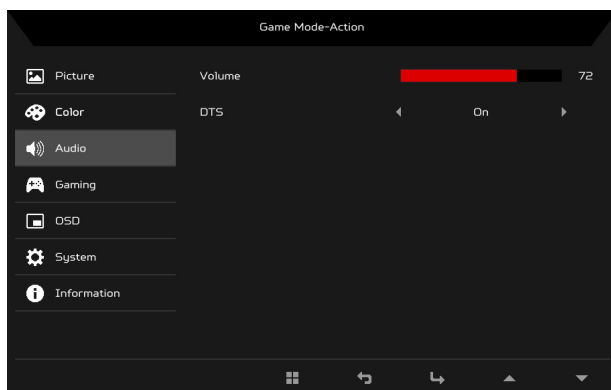 Game Mode-Action
Picture
Volume
72
Color
DTS
On
Audio
Gaming
OSD
System
Information